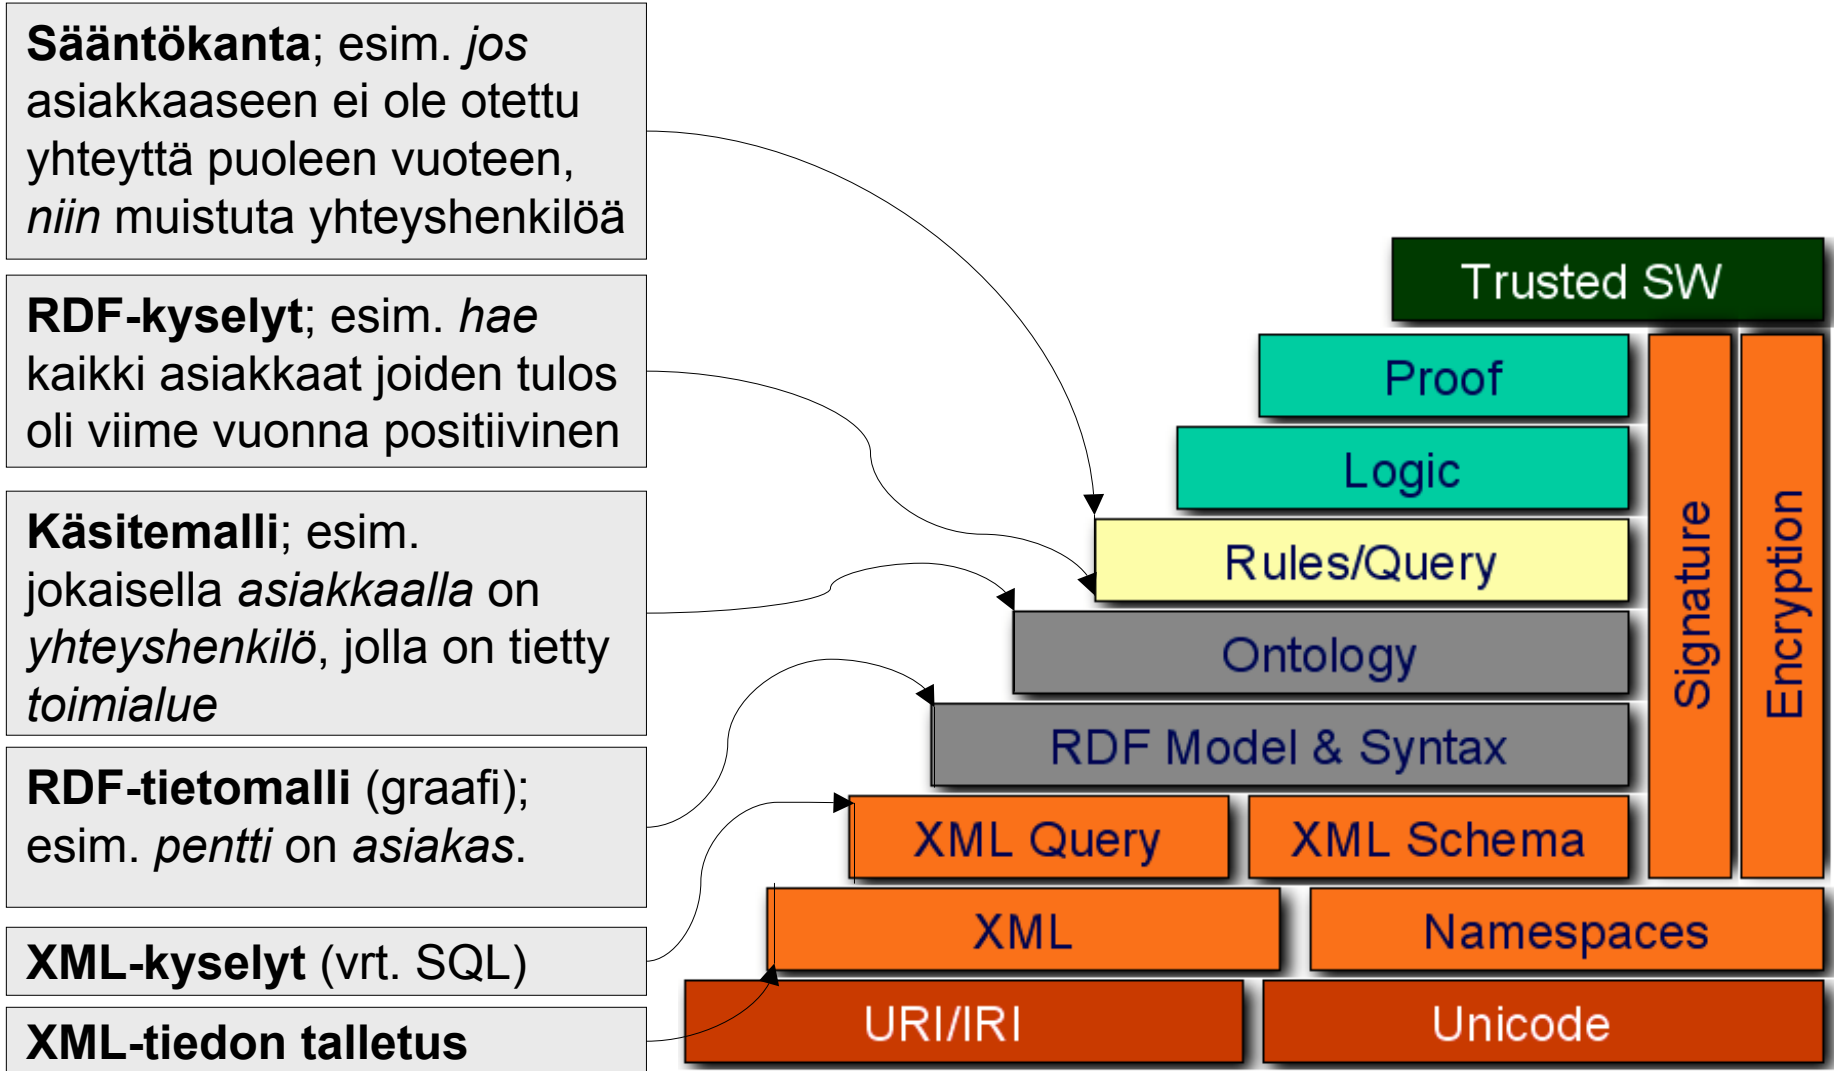 Sääntökanta; esim. jos
asiakkaaseen ei ole otettu
yhteyttä puoleen vuoteen,
niin muistuta yhteyshenkilöä
RDF-kyselyt; esim. hae
kaikki asiakkaat joiden tulos
oli viime vuonna positiivinen
Käsitemalli; esim.
jokaisella asiakkaalla on
yhteyshenkilö, jolla on tietty
toimialue
RDF-tietomalli (graafi);
esim. pentti on asiakas.
XML-kyselyt (vrt. SQL)
XML-tiedon talletus
Trusted SW
Proof
Logic
Rules/Query
Ontology
RDF Model & Syntax
XML Query
XML Schema
XML
Namespaces
URI/IRI
Unicode
Signature
Encryption